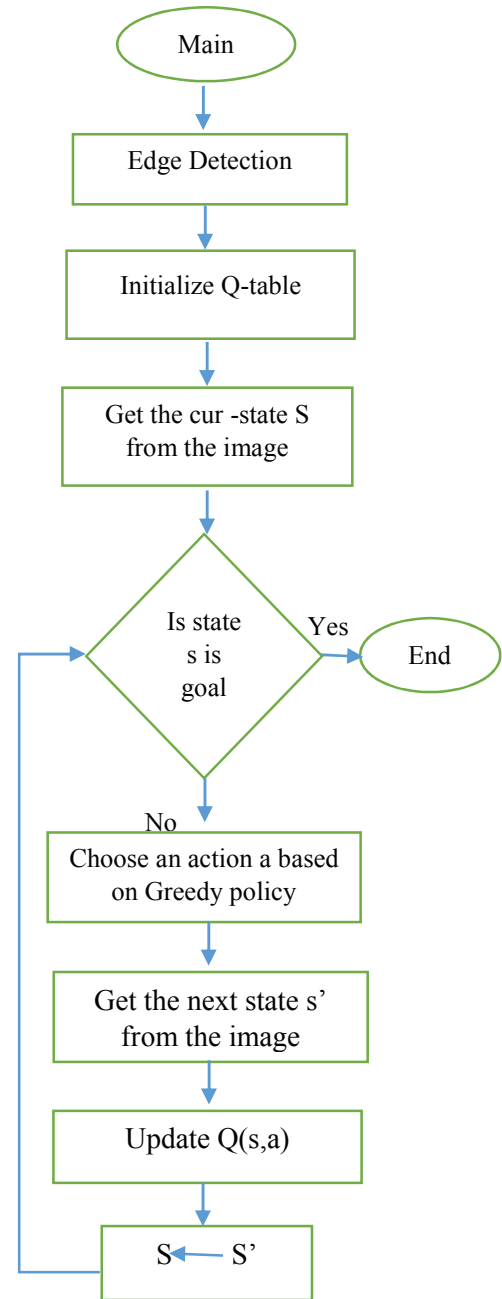 Main
Edge Detection
Initialize Q-table
Get the cur -state S
from the image
Is state
s is
goal
Yes
End
No
Choose an action a based
on Greedy policy
Get the next state s’
from the image
Update Q(s,a)
S S’